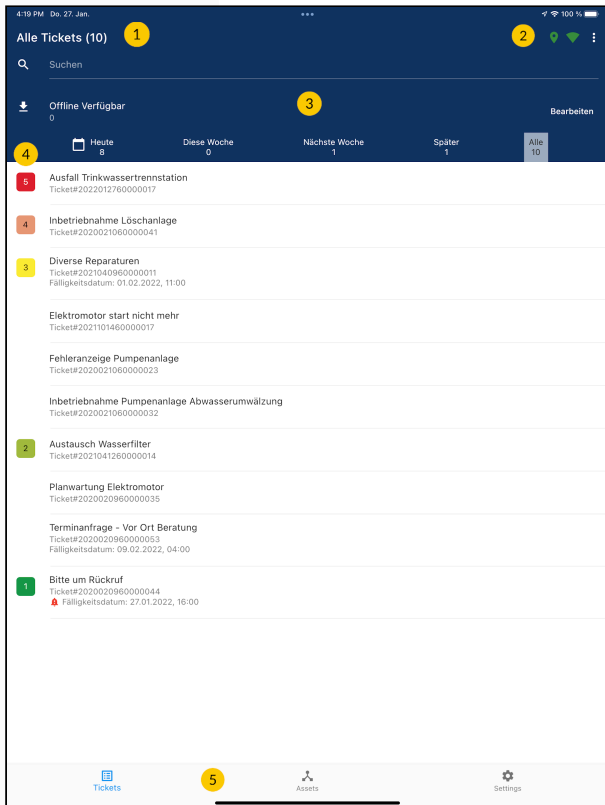 4:19 PM Do. 27. Jan.
100 %
Alle Tickets (10)
1
2
Suchen
Offline Verfügbar
0
3
Bearbeiten
4
Heute
8
Diese Woche
0
Nächste Woche
1
Später
1
Alle
10
5
Ausfall Trinkwassertrennstation
Ticket#2022012760000017
4
Inbetriebnahme Löschanlage
Ticket#2020021060000041
3
Diverse Reparaturen
Ticket#2021040960000011
Fälligkeitsdatum: 01.02.2022, 11:00
Elektromotor start nicht mehr
Ticket#2021101460000017
Fehleranzeige Pumpenanlage
Ticket#2020021060000023
Inbetriebnahme Pumpenanlage Abwasserumwälzung
Ticket#2020021060000032
2
Austausch Wasserfilter
Ticket#2021041260000014
Planwartung Elektromotor
Ticket#2020020960000035
Terminanfrage - Vor Ort Beratung
Ticket#2020020960000053
Fälligkeitsdatum: 09.02.2022, 04:00
1
Bitte um Rückruf
Ticket#2020020960000044
Fälligkeitsdatum: 27.01.2022, 16:00
Tickets
5
Assets
Settings